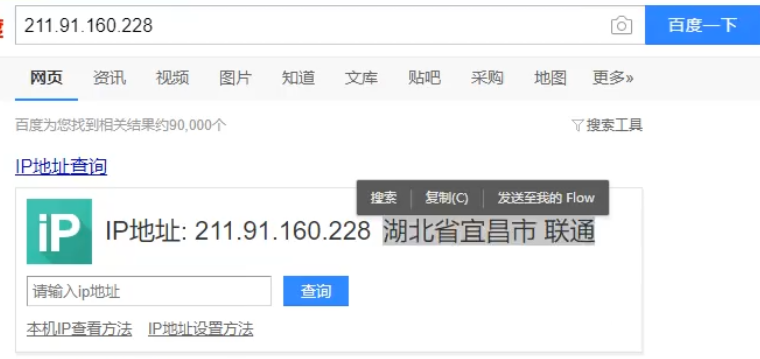 211.91.160.228 百度一下
网页 资讯 视频 图片 知道 文库 贴吧 采购 地图 更多»
百度为您找到相关结果约90,000个 搜索工具
IP地址查询
搜索 复制(C) 发送至我的 Flow
iP IP地址: 211.91.160.228 湖北省宜昌市 联通
请输入ip地址 查询
本机IP查看方法 IP地址设置方法